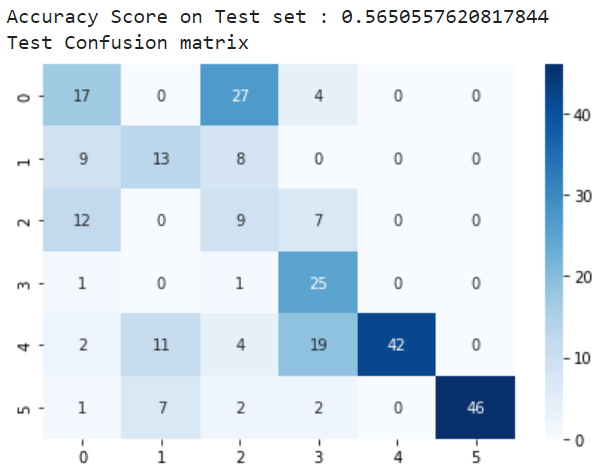 Accuracy Score on Test set : 0.5650557620817844
Test Confusion matrix
0 17 0 27 4 0 0
1 9 13 8 0 0 0
2 12 0 9 7 0 0
3 1 0 1 25 0 0
4 2 11 4 19 42 0
5 1 7 2 2 0 46
0 1 2 3 4 5
40
30
20
10
0